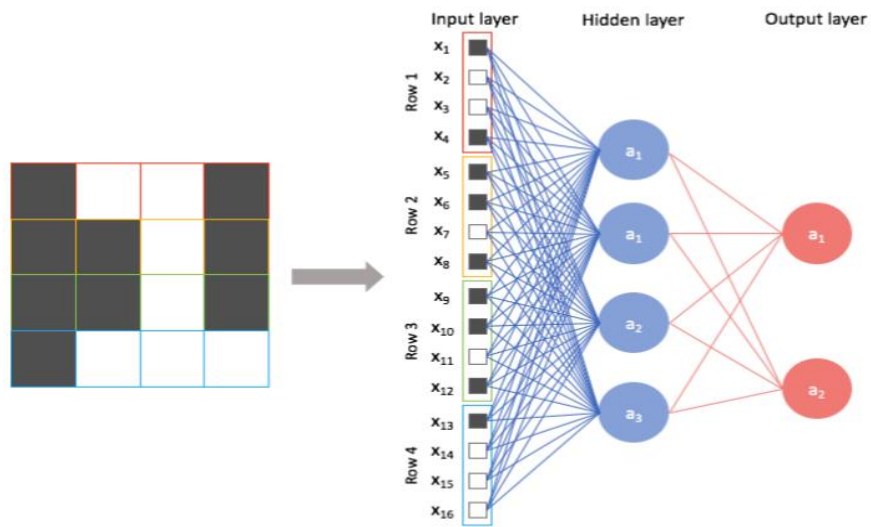 Input layer
Hidden layer
Output layer
Row 1
x1
x2
x3
x4
Row 2
x5
x6
x7
x8
Row 3
x9
x10
x11
x12
Row 4
x13
x14
x15
x16
a1
a1
a2
a3
a1
a2